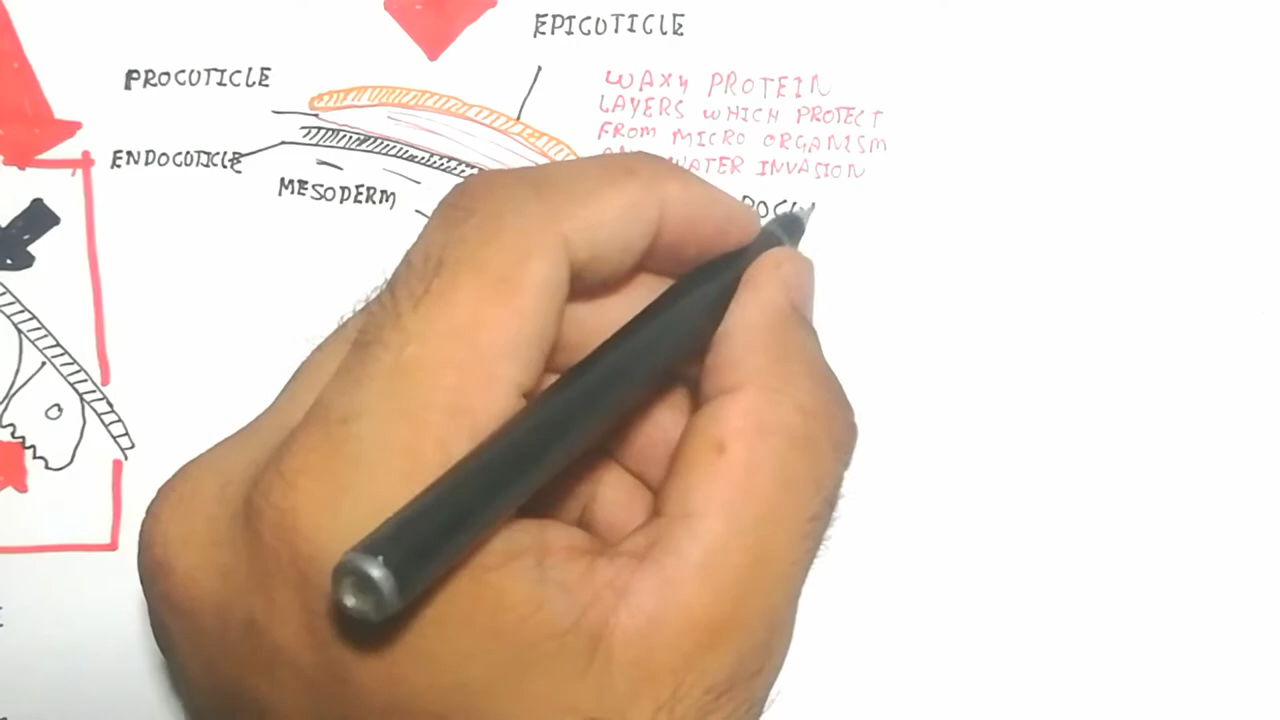 EPICUTICLE
PROCUTICLE
WAXY PROTEIN
LAYERS WHICH PROTECT
FROM MICRO ORGANISM
WATER INVASION
ENDOCUTICLE
MESODERM